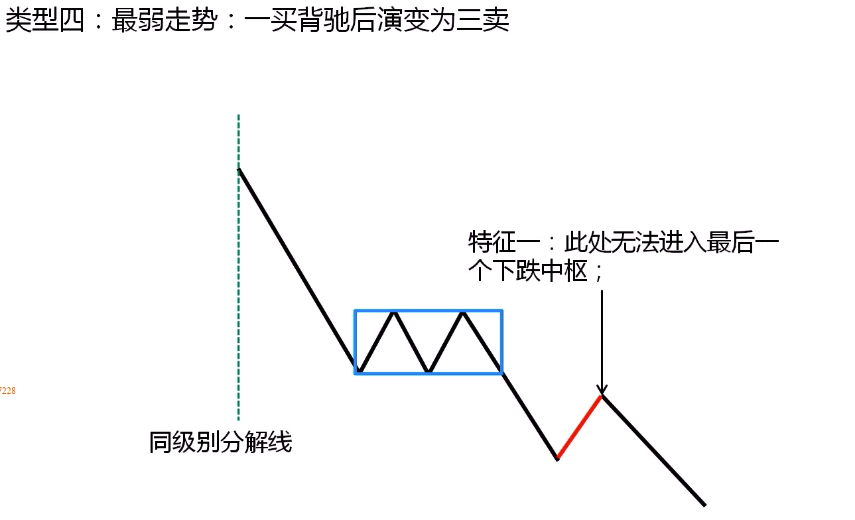 类型四：最弱走势：一买背驰后演变为三卖
特征一：此处无法进入最后一
个下跌中枢；
7228
同级别分解线